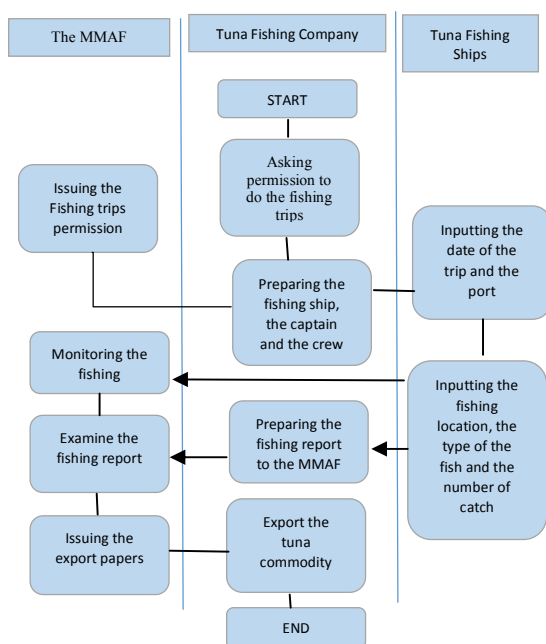 The MMAF
Tuna Fishing Company
Tuna Fishing
Ships
START
Asking
permission to
do the fishing
trips
Issuing the
Fishing trips
permission
Inputting the
date of the
trip and the
port
Preparing the
fishing ship,
the captain
and the crew
Monitoring the
fishing
Inputting the
fishing
location, the
type of the
fish and the
number of
catch
Preparing the
fishing report
to the MMAF
Examine the
fishing report
Issuing the
export papers
Export the
tuna
commodity
END